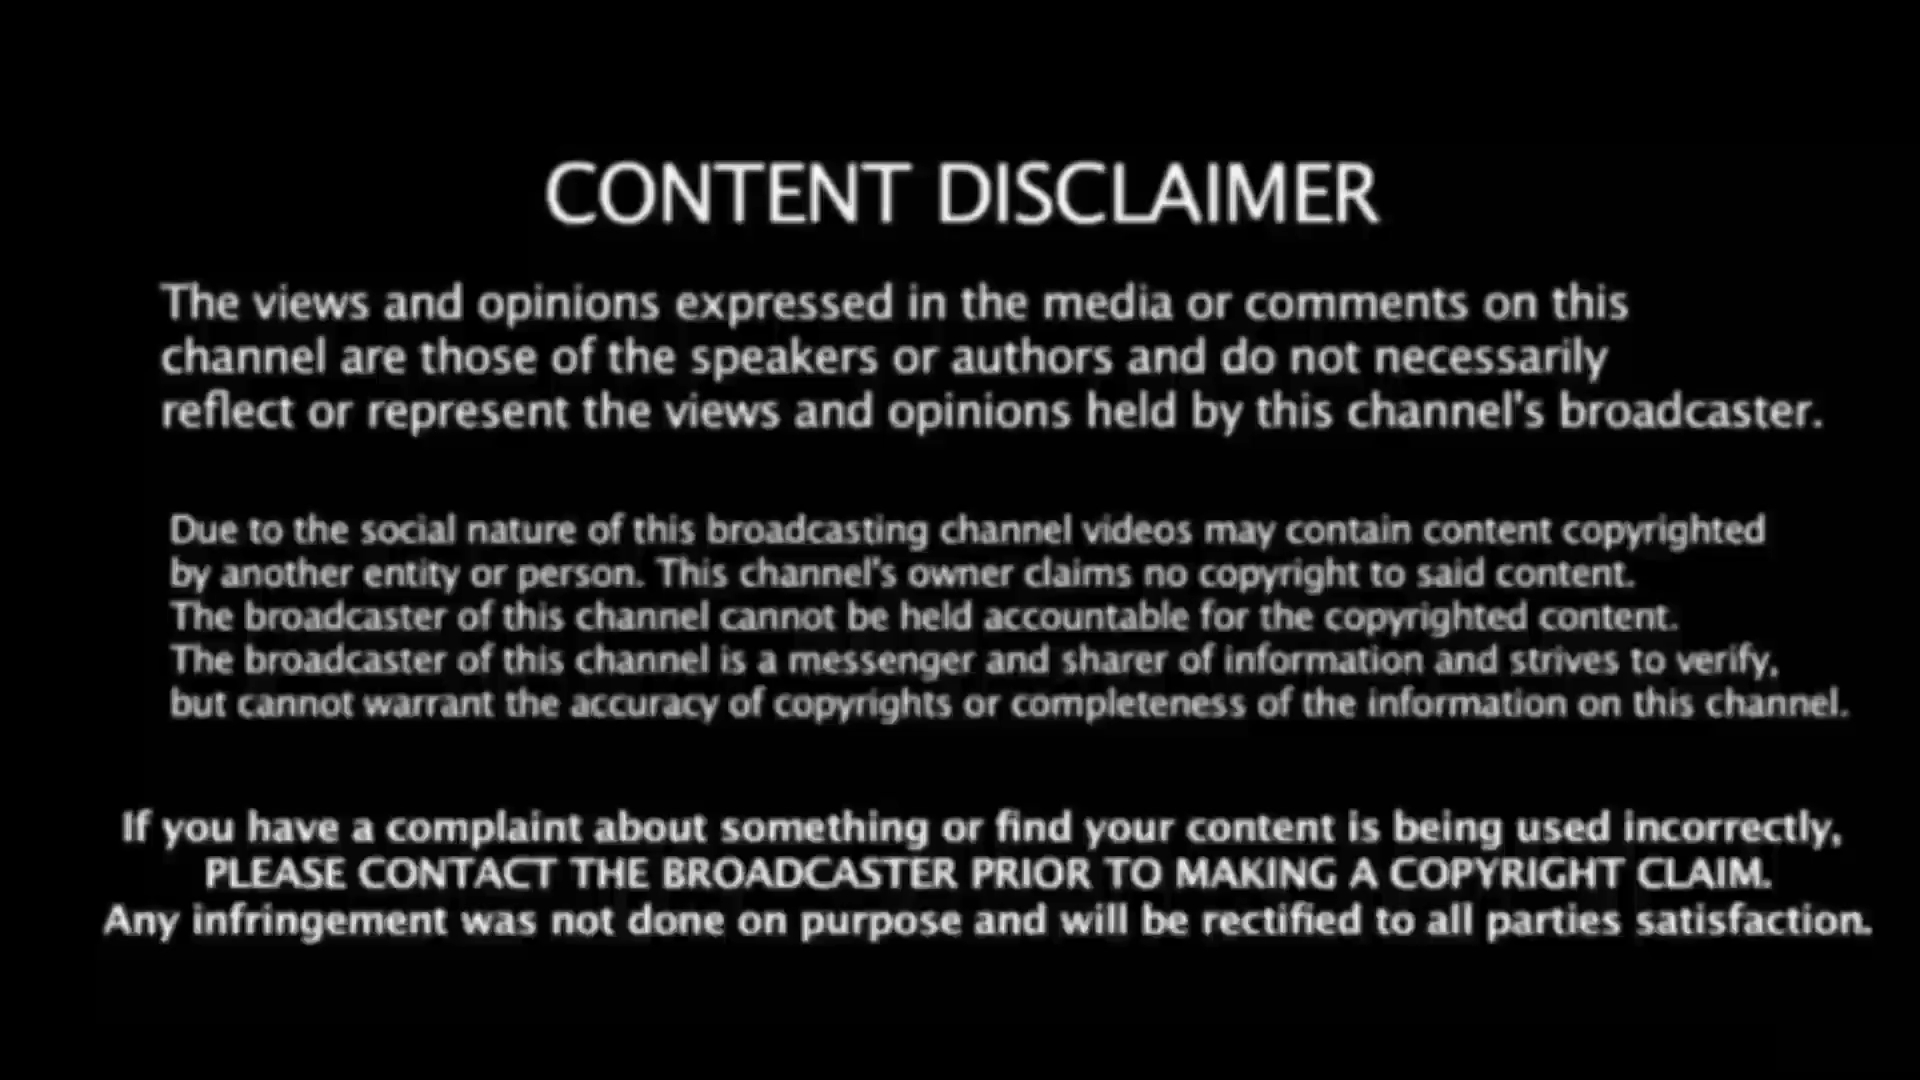 CONTENT DISCLAIMER
The views and opinions expressed in the media or comments on this
channel are those of the speakers or authors and do not necessarily
reflect or represent the views and opinions held by this channel's broadcaster.
Due to the social nature of this broadcasting channel videos may contain content copyrighted
by another entity or person. This channel's owner claims no copyright to said content.
The broadcaster of this channel cannot be held accountable for the copyrighted content.
The broadcaster of this channel is a messenger and sharer of information and strives to verify,
but cannot warrant the accuracy of copyrights or completeness of the information on this channel.
If you have a complaint about something or find your content is being used incorrectly,
PLEASE CONTACT THE BROADCASTER PRIOR TO MAKING A COPYRIGHT CLAIM.
Any infringement was not done on purpose and will be rectified to all parties satisfaction.